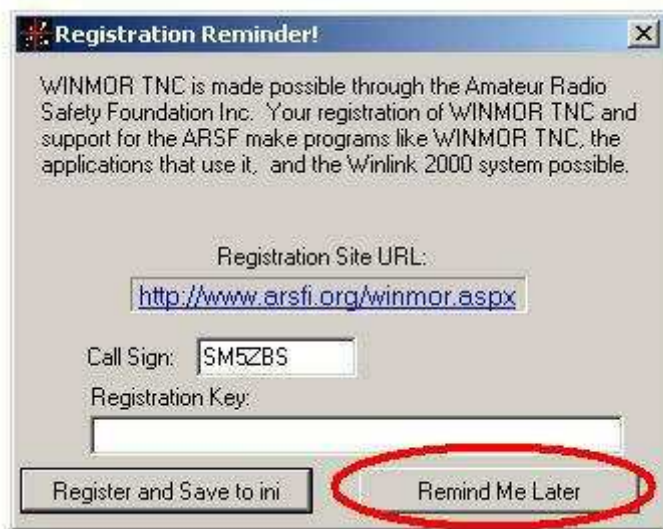 Registration Reminder!
WINMOR TNC is made possible through the Amateur Radio
Safety Foundation Inc. Your registration of WINMOR TNC and
support for the ARSF make programs like WINMOR TNC, the
applications that use it, and the Winlink 2000 system possible.
Registration Site URL:
http://www.arsfi.org/winmor.aspx
Call Sign: SM5ZBS
Registration Key:
Register and Save to ini Remind Me Later